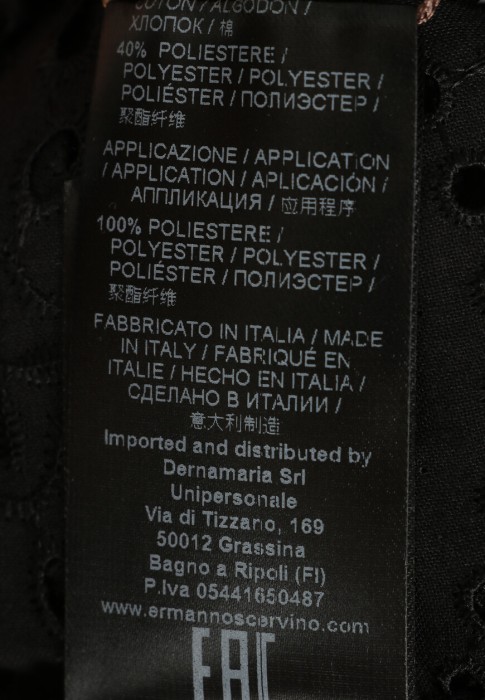 COTON / ALGODÓN /
ХЛОПОК / 棉
40% POLIESTERE /
POLYESTER / POLYESTER /
POLIÉSTER / ПОЛИЭСТЕР /
聚酯纤维
APPLICAZIONE / APPLICATION
/ APPLICATION / APLICACIÓN /
АППЛИКАЦИЯ / 应用程序
100% POLIESTERE /
POLYESTER / POLYESTER /
POLIÉSTER / ПОЛИЭСТЕР /
聚酯纤维
FABBRICATO IN ITALIA / MADE
IN ITALY / FABRIQUÉ EN
ITALIE / HECHO EN ITALIA /
СДЕЛАНО В ИТАЛИИ /
意大利制造
Imported and distributed by
Dernamaria Srl
Unipersonale
Via di Tizzano, 169
50012 Grassina
Bagno a Ripoli (FI)
P.Iva 05441650487
www.ermannoscervino.com
EAC